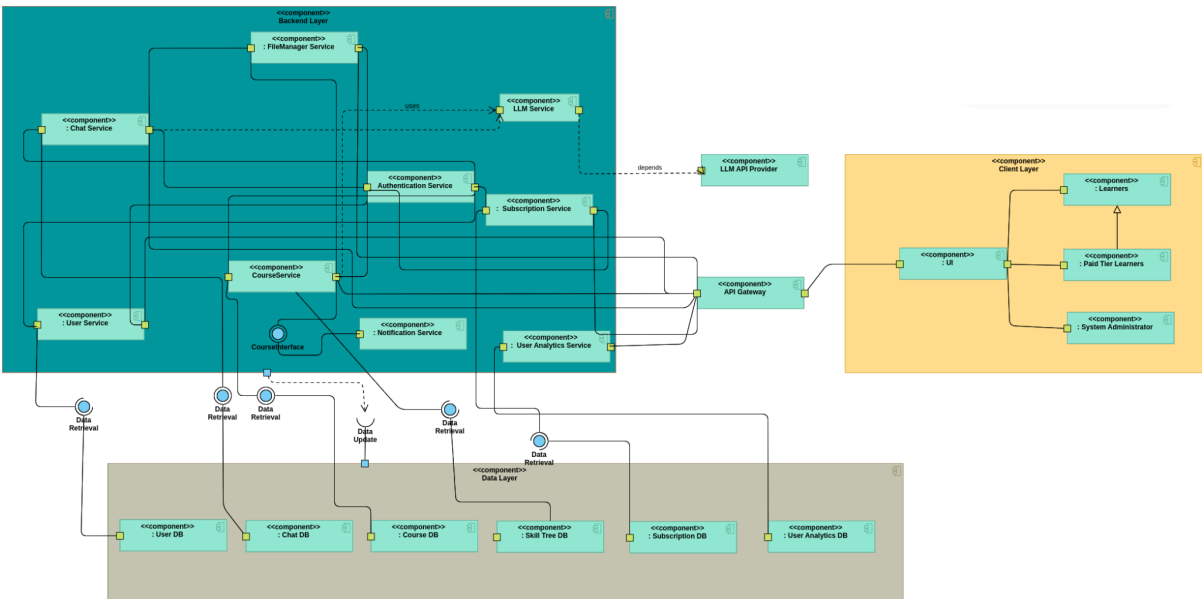 <<component>>
Backend Layer
<<component>>
: FileManager Service
<<component>>
LLM Service
uses
<<component>>
: Chat Service
<<component>>
LLM API Provider
depends
<<component>>
Client Layer
<<component>>
: Learners
<<component>>
Authentication Service
<<component>>
: Subscription Service
<<component>>
: UI
<<component>>
: Paid Tier Learners
<<component>>
CourseService
<<component>>
API Gateway
<<component>>
: User Service
<<component>>
: Notification Service
<<component>>
: System Administrator
CourseInterface
<<component>>
: User Analytics Service
Data
Retrieval
Data
Retrieval
Data
Retrieval
Data
Update
Data
Retrieval
Data
Retrieval
<<component>>
Data Layer
<<component>>
: User DB
<<component>>
: Chat DB
<<component>>
: Course DB
<<component>>
: Skill Tree DB
<<component>>
: Subscription DB
<<component>>
: User Analytics DB